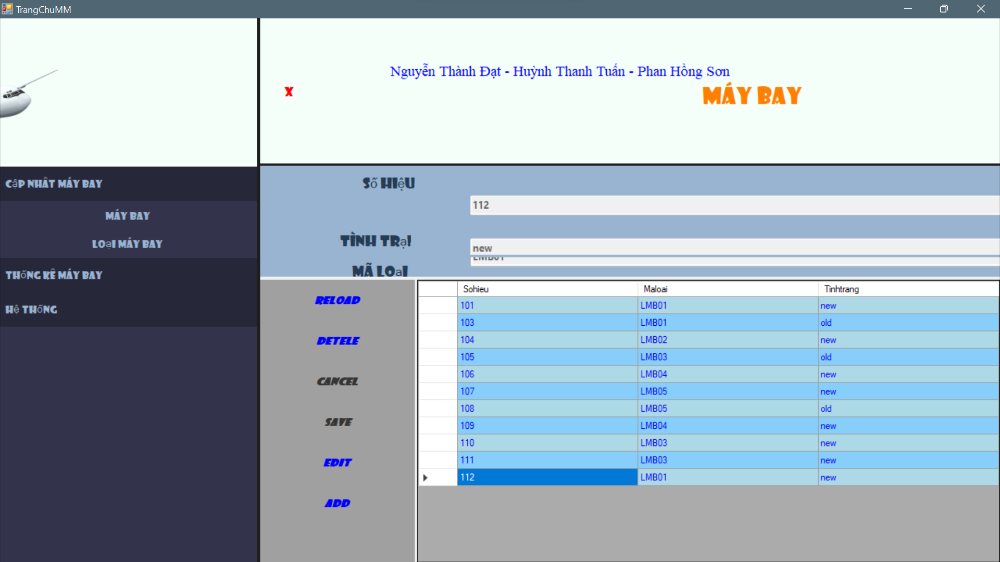 TrangChuMM
Nguyễn Thành Đạt - Huỳnh Thanh Tuấn - Phan Hồng Sơn
X
MÁY BAY
CẬP NHẬT MÁY BAY
MÁY BAY
LOẠI MÁY BAY
THỐNG KÊ MÁY BAY
HỆ THỐNG
SỐ HIỆU
112
TÌNH TRẠ
new
LMB01
MÃ LOẠI
RELOAD
DETELE
CANCEL
SAVE
EDIT
ADD
Sohieu Maloai Tinhtrang
101 LMB01 new
103 LMB01 old
104 LMB02 new
105 LMB03 old
106 LMB04 new
107 LMB05 new
108 LMB05 old
109 LMB04 new
110 LMB03 new
111 LMB03 new
112 LMB01 new